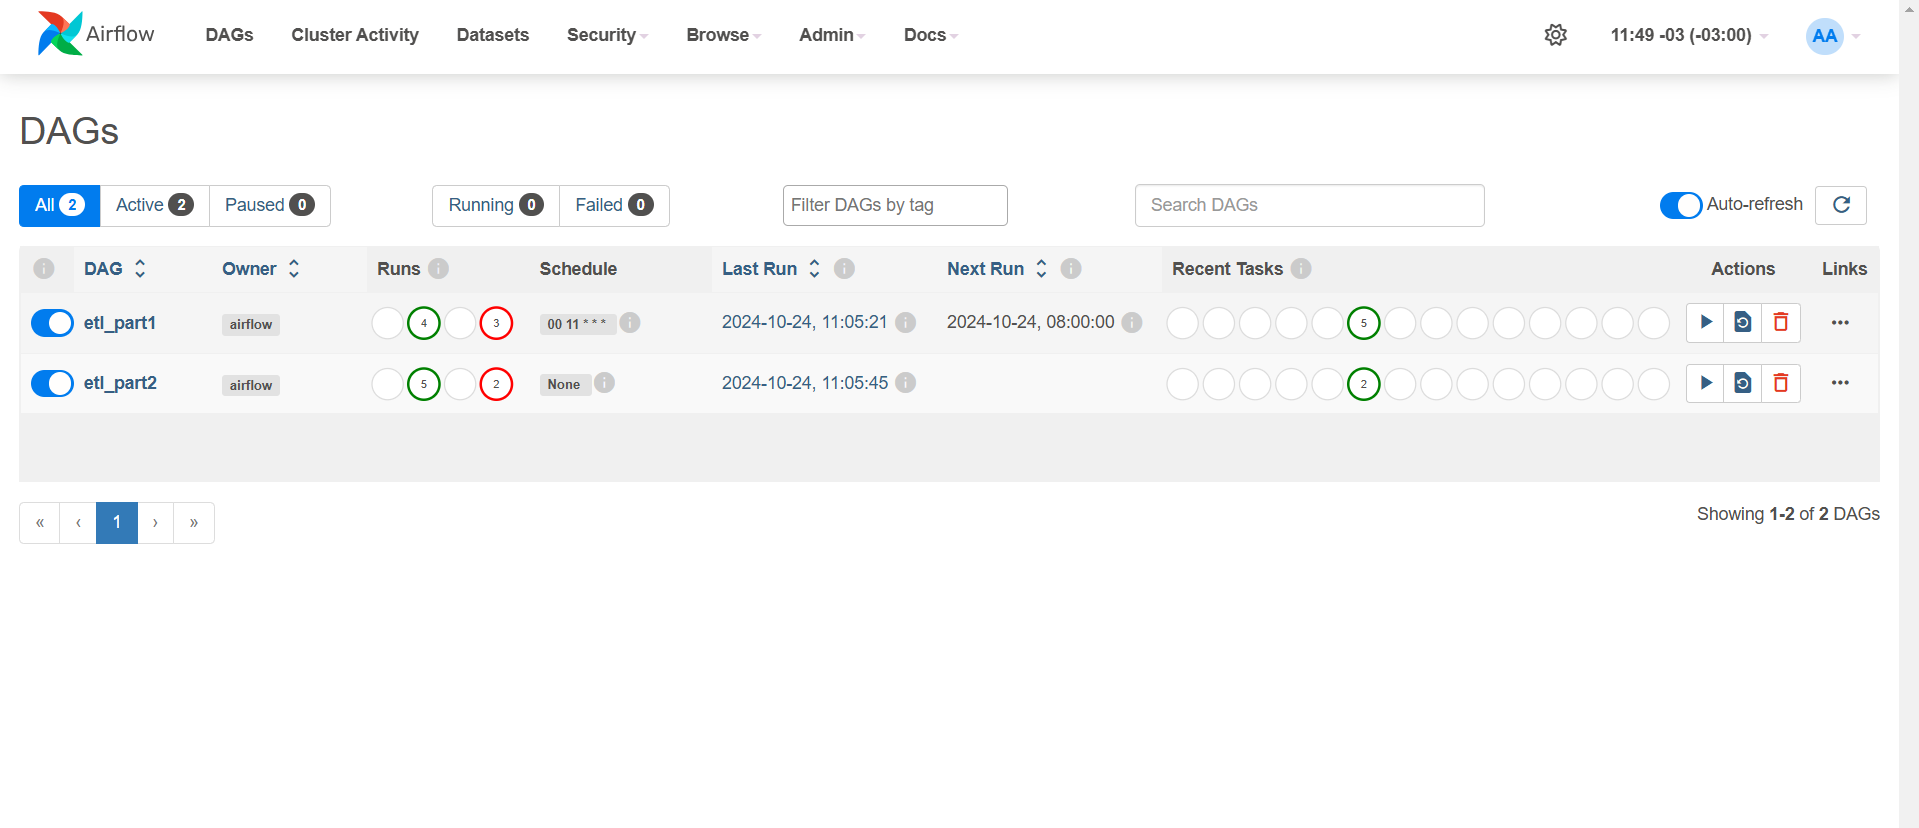 Airflow DAGs Cluster Activity Datasets Security Browse Admin Docs 11:49 -03 (-03:00) AA
DAGs
All 2 Active 2 Paused 0 Running 0 Failed 0 Filter DAGs by tag Search DAGs Auto-refresh
i DAG Owner Runs i Schedule Last Run i Next Run i Recent Tasks i Actions Links
etl_part1 airflow 4 3 00 11 * * * i 2024-10-24, 11:05:21 i 2024-10-24, 08:00:00 i 5 •••
etl_part2 airflow 5 2 None i 2024-10-24, 11:05:45 i 2 •••
« ‹ 1 › » Showing 1-2 of 2 DAGs